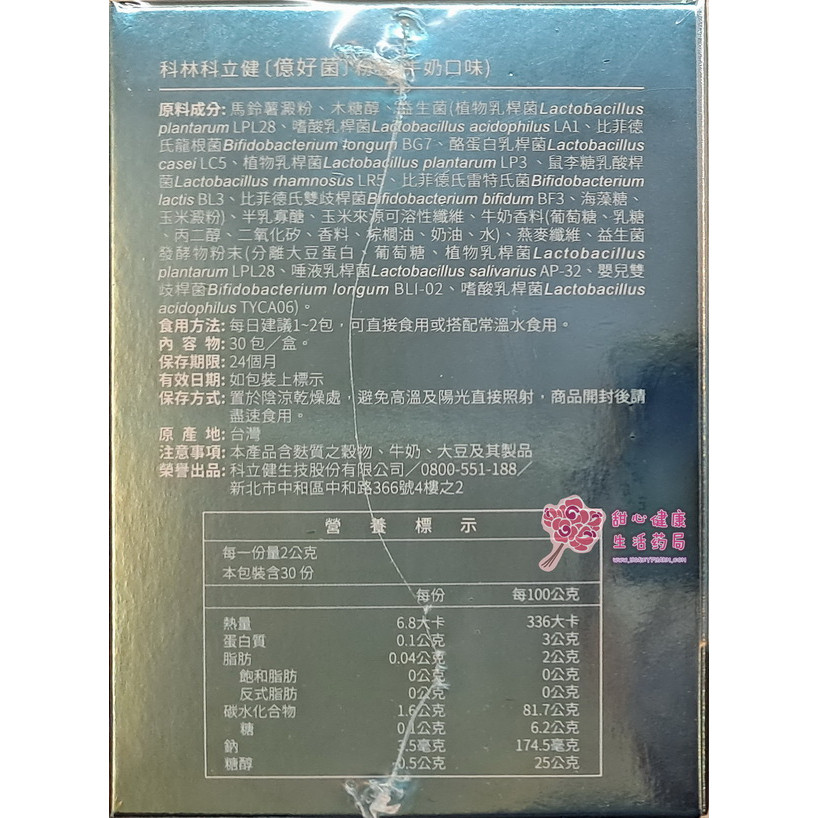 科林科立健〔億好菌〕粉 牛奶口味)
原料成分: 馬鈴薯澱粉、木糖醇、益生菌(植物乳桿菌Lactobacillus
plantarum LPL28、嗜酸乳桿菌Lactobacillus acidophilus LA1、比菲德
氏龍根菌Bifidobacterium longum BG7、酪蛋白乳桿菌Lactobacillus
casei LC5、植物乳桿菌Lactobacillus plantarum LP3、鼠李糖乳酸桿
菌Lactobacillus rhamnosus LR5、比菲德氏雷特氏菌Bifidobacterium
lactis BL3、比菲德氏雙歧桿菌Bifidobacterium bifidum BF3、海藻糖、
玉米澱粉)、半乳寡醣、玉米來源可溶性纖維、牛奶香料(葡萄糖、乳糖
、丙二醇、二氧化矽、香料、棕櫚油、奶油、水)、燕麥纖維、益生菌
發酵物粉末(分離大豆蛋白、葡萄糖、植物乳桿菌Lactobacillus
plantarum LPL28、唾液乳桿菌Lactobacillus salivarius AP-32、嬰兒雙
歧桿菌Bifidobacterium longum BLI-02、嗜酸乳桿菌Lactobacillus
acidophilus TYCA06)。
食用方法: 每日建議1~2包，可直接食用或搭配常溫水食用。
內容物: 30包／盒。
保存期限: 24個月
有效日期: 如包裝上標示
保存方式: 置於陰涼乾燥處，避免高溫及陽光直接照射，商品開封後請
盡速食用。
原產地: 台灣
注意事項: 本產品含麩質之穀物、牛奶、大豆及其製品
榮譽出品: 科立健生技股份有限公司／0800-551-188／
新北市中和區中和路366號4樓之2
營養標示
甜心健康
生活药局
每一份量2公克
本包裝含30份
每份 每100公克
熱量 6.8大卡 336大卡
蛋白質 0.1公克 3公克
脂肪 0.04公克 2公克
飽和脂肪 0公克 0公克
反式脂肪 0公克 0公克
碳水化合物 1.6公克 81.7公克
糖 0.1公克 6.2公克
鈉 3.5毫克 174.5毫克
糖醇 0.5公克 25公克